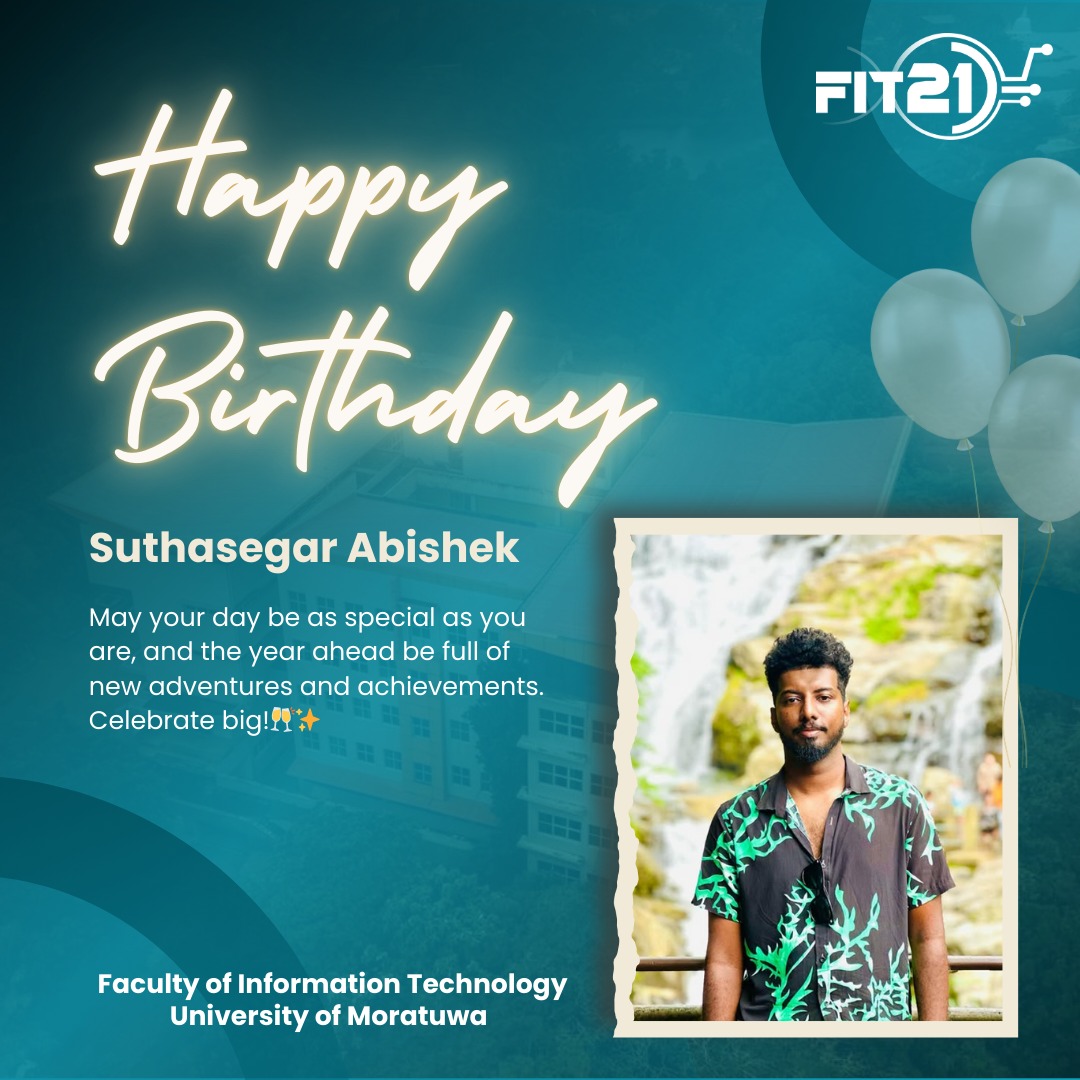 FIT21
Happy
Birthday
Suthasegar Abishek
May your day be as special as you
are, and the year ahead be full of
new adventures and achievements.
Celebrate big!🥂✨
Faculty of Information Technology
University of Moratuwa